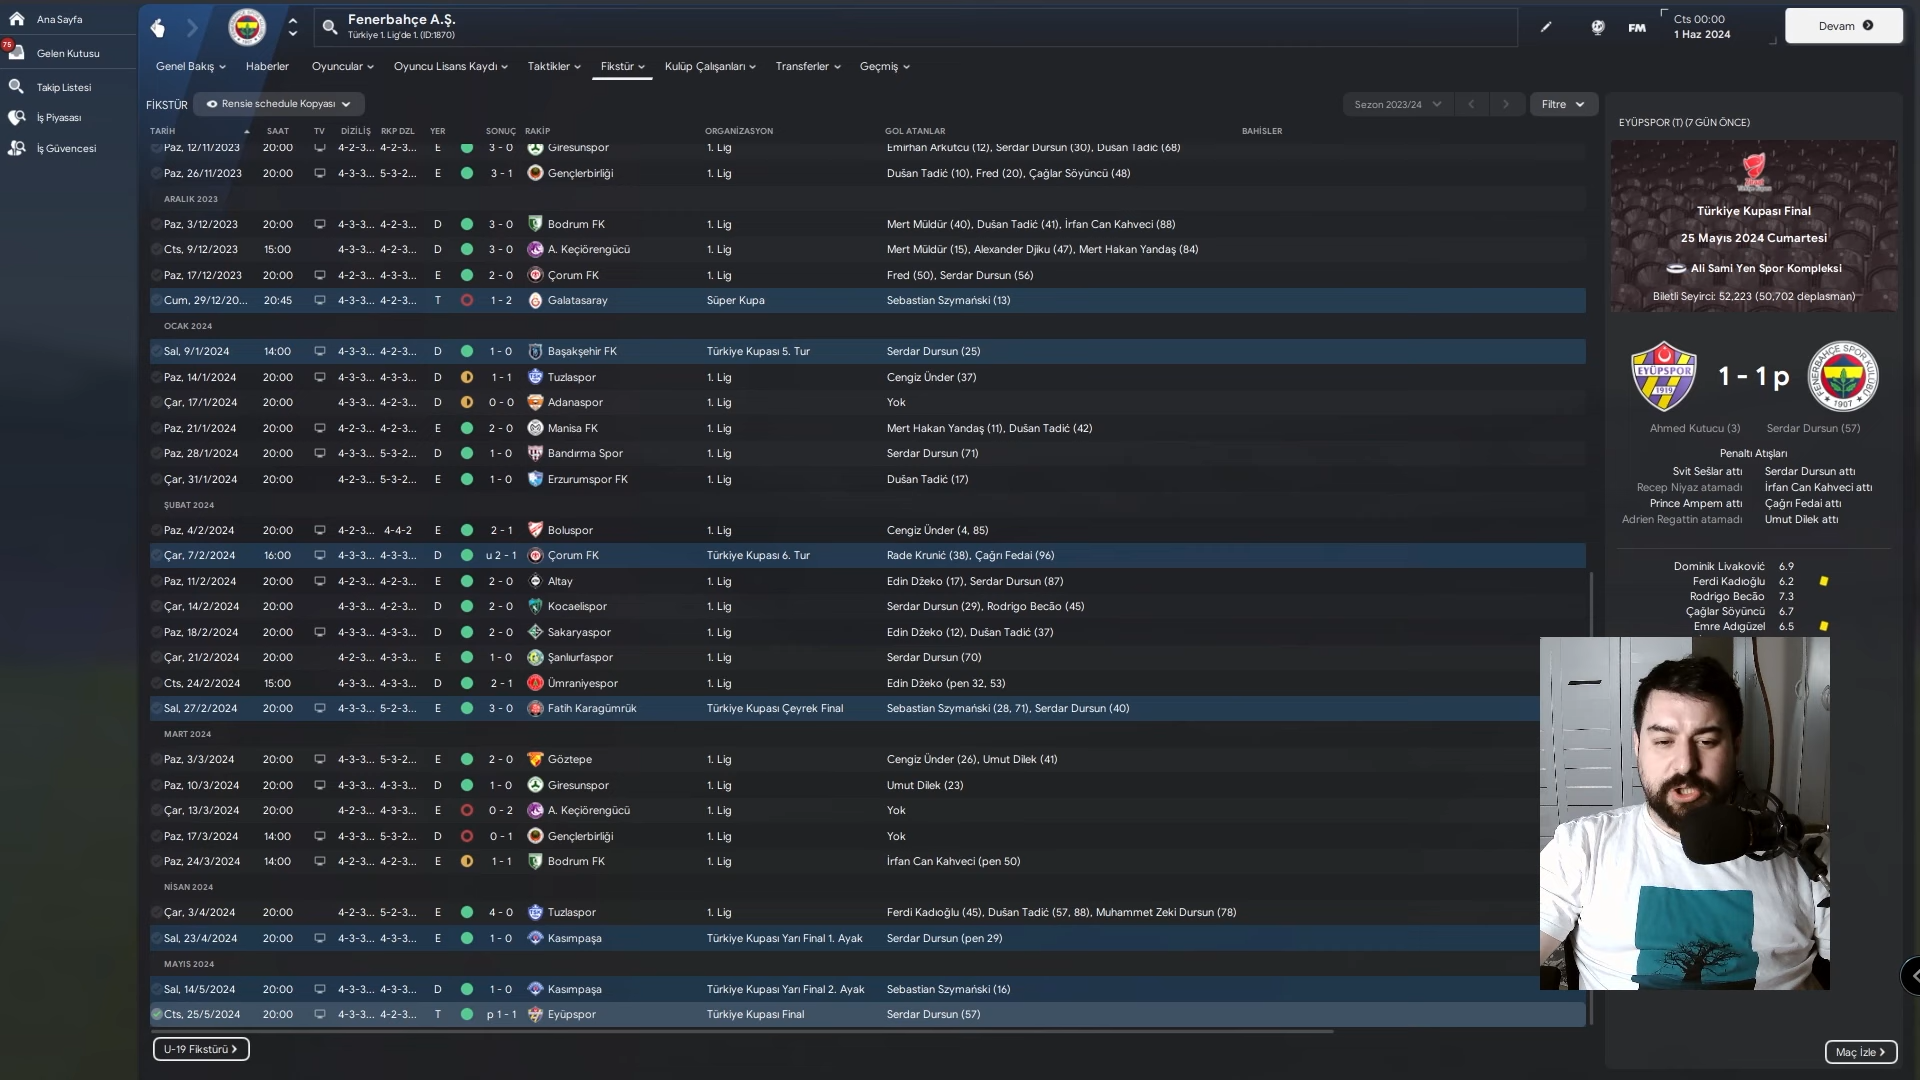 Ana Sayfa
75
Gelen Kutusu
Takip Listesi
İş Piyasası
İş Güvencesi
Fenerbahçe A.Ş.
Türkiye 1. Lig'de 1. (ID:1870)
FM
Cts 00:00
1 Haz 2024
Devam
Genel Bakış Haberler Oyuncular Oyuncu Lisans Kaydı Taktikler Fikstür Kulüp Çalışanları Transferler Geçmiş
FİKSTÜR Rensie schedule Kopyası Sezon 2023/24 Filtre
TARİH SAAT TV DİZİLİŞ RKP DZL YER SONUÇ RAKİP ORGANİZASYON GOL ATANLAR BAHİSLER
Paz, 12/11/2023 20:00 4-2-3... 4-2-3... E 3 - 0 Giresunspor 1. Lig Emirhan Arkutcu (12), Serdar Dursun (30), Dušan Tadić (68)
Paz, 26/11/2023 20:00 4-3-3... 5-3-2... E 3 - 1 Gençlerbirliği 1. Lig Dušan Tadić (10), Fred (20), Çağlar Söyüncü (48)
ARALIK 2023
Paz, 3/12/2023 20:00 4-3-3... 4-2-3... D 3 - 0 Bodrum FK 1. Lig Mert Müldür (40), Dušan Tadić (41), İrfan Can Kahveci (88)
Cts, 9/12/2023 15:00 4-3-3... 4-2-3... D 3 - 0 A. Keçiörengücü 1. Lig Mert Müldür (15), Alexander Djiku (47), Mert Hakan Yandaş (84)
Paz, 17/12/2023 20:00 4-2-3... 4-3-3... E 2 - 0 Çorum FK 1. Lig Fred (50), Serdar Dursun (56)
Cum, 29/12/20... 20:45 4-3-3... 4-2-3... T 1 - 2 Galatasaray Süper Kupa Sebastian Szymański (13)
OCAK 2024
Sal, 9/1/2024 14:00 4-3-3... 4-2-3... D 1 - 0 Başakşehir FK Türkiye Kupası 5. Tur Serdar Dursun (25)
Paz, 14/1/2024 20:00 4-3-3... 4-3-3... D 1 - 1 Tuzlaspor 1. Lig Cengiz Ünder (37)
Çar, 17/1/2024 20:00 4-3-3... 4-2-3... D 0 - 0 Adanaspor 1. Lig Yok
Paz, 21/1/2024 20:00 4-2-3... 4-2-3... E 2 - 0 Manisa FK 1. Lig Mert Hakan Yandaş (11), Dušan Tadić (42)
Paz, 28/1/2024 20:00 4-3-3... 5-3-2... D 1 - 0 Bandırma Spor 1. Lig Serdar Dursun (71)
Çar, 31/1/2024 20:00 4-2-3... 5-3-2... E 1 - 0 Erzurumspor FK 1. Lig Dušan Tadić (17)
ŞUBAT 2024
Paz, 4/2/2024 20:00 4-2-3... 4-4-2 E 2 - 1 Boluspor 1. Lig Cengiz Ünder (4, 85)
Çar, 7/2/2024 16:00 4-3-3... 4-3-3... D u 2 - 1 Çorum FK Türkiye Kupası 6. Tur Rade Krunić (38), Çağrı Fedai (96)
Paz, 11/2/2024 20:00 4-2-3... 4-2-3... E 2 - 0 Altay 1. Lig Edin Džeko (17), Serdar Dursun (87)
Çar, 14/2/2024 20:00 4-3-3... 4-2-3... D 2 - 0 Kocaelispor 1. Lig Serdar Dursun (29), Rodrigo Becão (45)
Paz, 18/2/2024 20:00 4-3-3... 4-3-3... D 2 - 0 Sakaryaspor 1. Lig Edin Džeko (12), Dušan Tadić (37)
Çar, 21/2/2024 20:00 4-2-3... 4-3-3... E 1 - 0 Şanlıurfaspor 1. Lig Serdar Dursun (70)
Cts, 24/2/2024 15:00 4-3-3... 4-3-3... D 2 - 1 Ümraniyespor 1. Lig Edin Džeko (pen 32, 53)
Sal, 27/2/2024 20:00 4-3-3... 5-2-3... E 3 - 0 Fatih Karagümrük Türkiye Kupası Çeyrek Final Sebastian Szymański (28, 71), Serdar Dursun (40)
MART 2024
Paz, 3/3/2024 20:00 4-2-3... 5-3-2... E 2 - 0 Göztepe 1. Lig Cengiz Ünder (26), Umut Dilek (41)
Paz, 10/3/2024 20:00 4-3-3... 4-3-3... D 1 - 0 Giresunspor 1. Lig Umut Dilek (23)
Çar, 13/3/2024 20:00 4-2-3... 4-3-3... E 0 - 2 A. Keçiörengücü 1. Lig Yok
Paz, 17/3/2024 14:00 4-3-3... 5-3-2... D 0 - 1 Gençlerbirliği 1. Lig Yok
Paz, 24/3/2024 14:00 4-2-3... 4-2-3... E 1 - 1 Bodrum FK 1. Lig İrfan Can Kahveci (pen 50)
NİSAN 2024
Çar, 3/4/2024 20:00 4-2-3... 5-2-3... E 4 - 0 Tuzlaspor 1. Lig Ferdi Kadıoğlu (45), Dušan Tadić (57, 88), Muhammet Zeki Dursun (78)
Sal, 23/4/2024 20:00 4-3-3... 4-3-3... E 1 - 0 Kasımpaşa Türkiye Kupası Yarı Final 1. Ayak Serdar Dursun (pen 29)
MAYIS 2024
Sal, 14/5/2024 20:00 4-3-3... 4-3-3... D 1 - 0 Kasımpaşa Türkiye Kupası Yarı Final 2. Ayak Sebastian Szymański (16)
Cts, 25/5/2024 20:00 4-3-3... 4-2-3... T p 1 - 1 Eyüpspor Türkiye Kupası Final Serdar Dursun (57)
U-19 Fikstürü
EYÜPSPOR (T) (7 GÜN ÖNCE)
Türkiye Kupası Final
25 Mayıs 2024 Cumartesi
Ali Sami Yen Spor Kompleksi
Biletli Seyirci: 52,223 (50,702 deplasman)
EYÜPSPOR
1919
1 - 1 p
FENERBAHÇE SPOR KULÜBÜ
1907
Ahmed Kutucu (3) Serdar Dursun (57)
Penaltı Atışları
Svit Sešlar attı Serdar Dursun attı
Recep Niyaz atamadı İrfan Can Kahveci attı
Prince Ampem attı Çağrı Fedai attı
Adrien Regattin atamadı Umut Dilek attı
Dominik Livaković 6.9
Ferdi Kadıoğlu 6.2
Rodrigo Becão 7.3
Çağlar Söyüncü 6.7
Emre Adıgüzel 6.5
Maç İzle